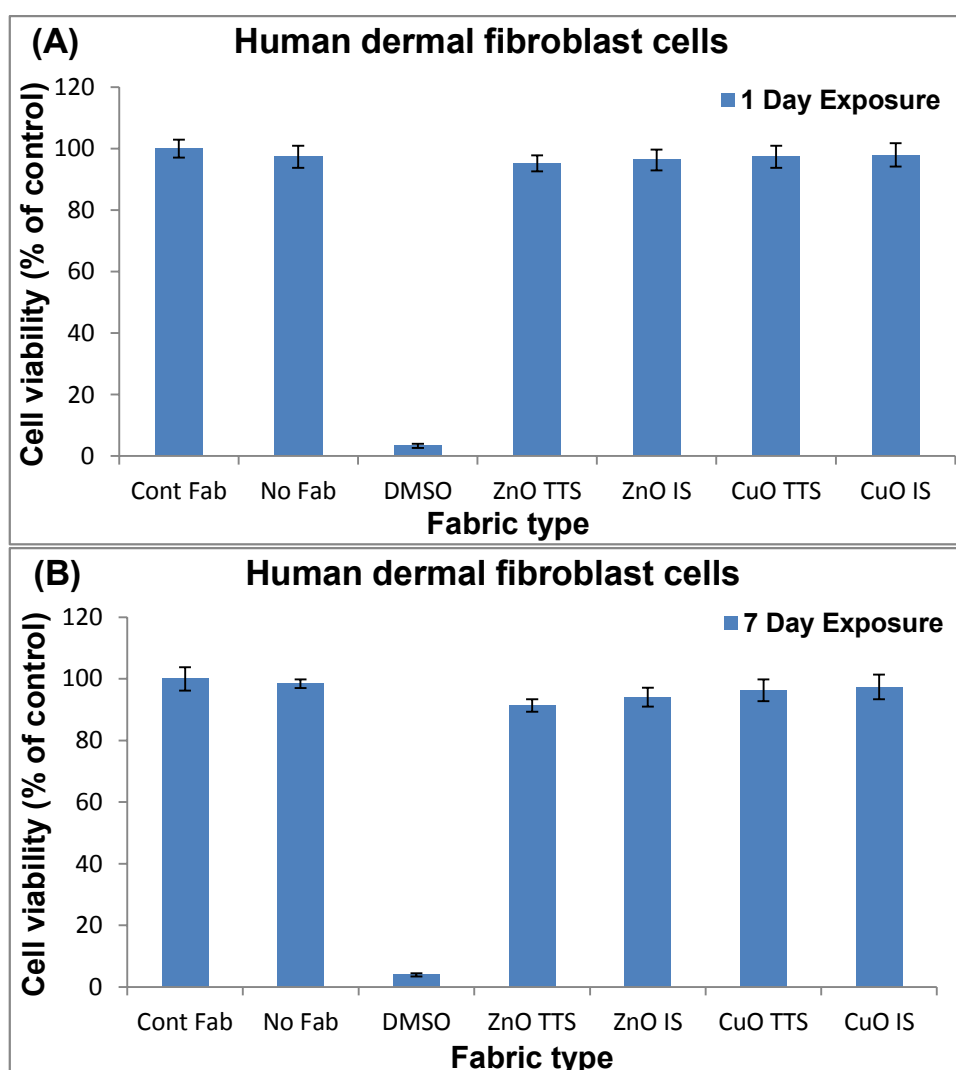 (A) Human dermal fibroblast cells
1 Day Exposure
Cell viability (% of control)
120
100
80
60
40
20
0
Cont Fab No Fab DMSO ZnO TTS ZnO IS CuO TTS CuO IS
Fabric type
(B) Human dermal fibroblast cells
7 Day Exposure
Cell viability (% of control)
120
100
80
60
40
20
0
Cont Fab No Fab DMSO ZnO TTS ZnO IS CuO TTS CuO IS
Fabric type